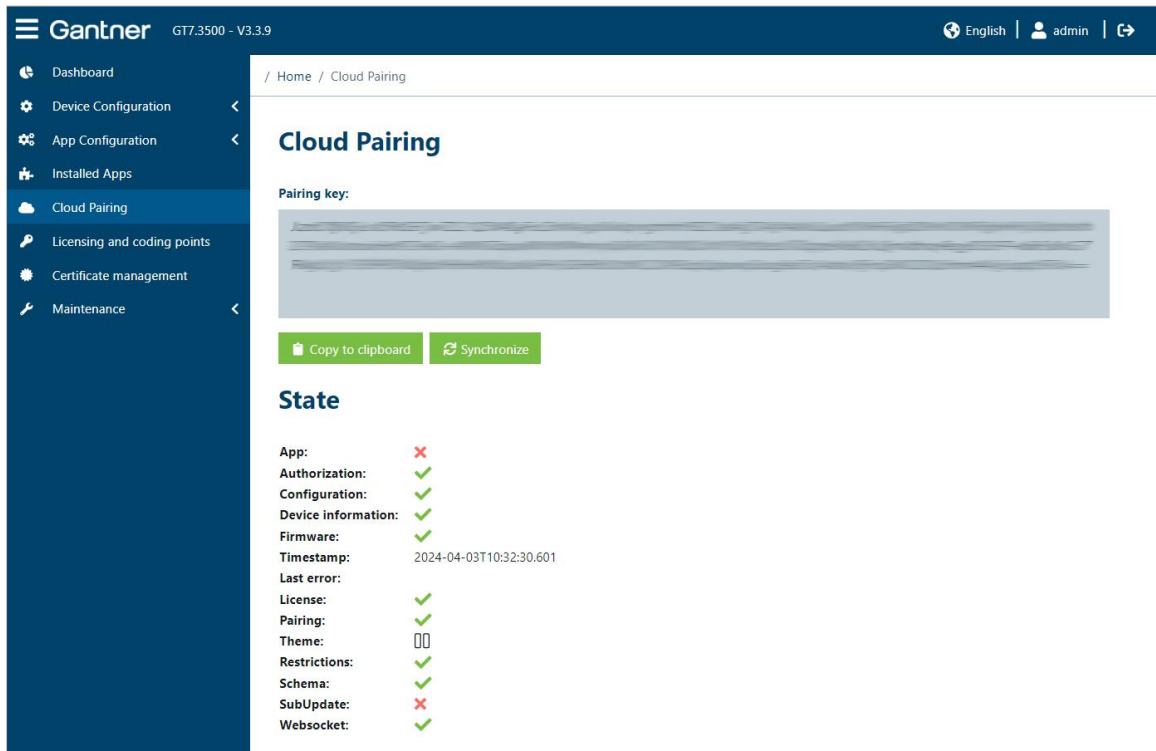 Gantner GT7.3500 - V3.3.9 English admin
Dashboard
Device Configuration
App Configuration
Installed Apps
Cloud Pairing
Licensing and coding points
Certificate management
Maintenance
/ Home / Cloud Pairing
Cloud Pairing
Pairing key:
Copy to clipboard Synchronize
State
App:
Authorization:
Configuration:
Device information:
Firmware:
Timestamp: 2024-04-03T10:32:30.601
Last error:
License:
Pairing:
Theme:
Restrictions:
Schema:
SubUpdate:
Websocket: